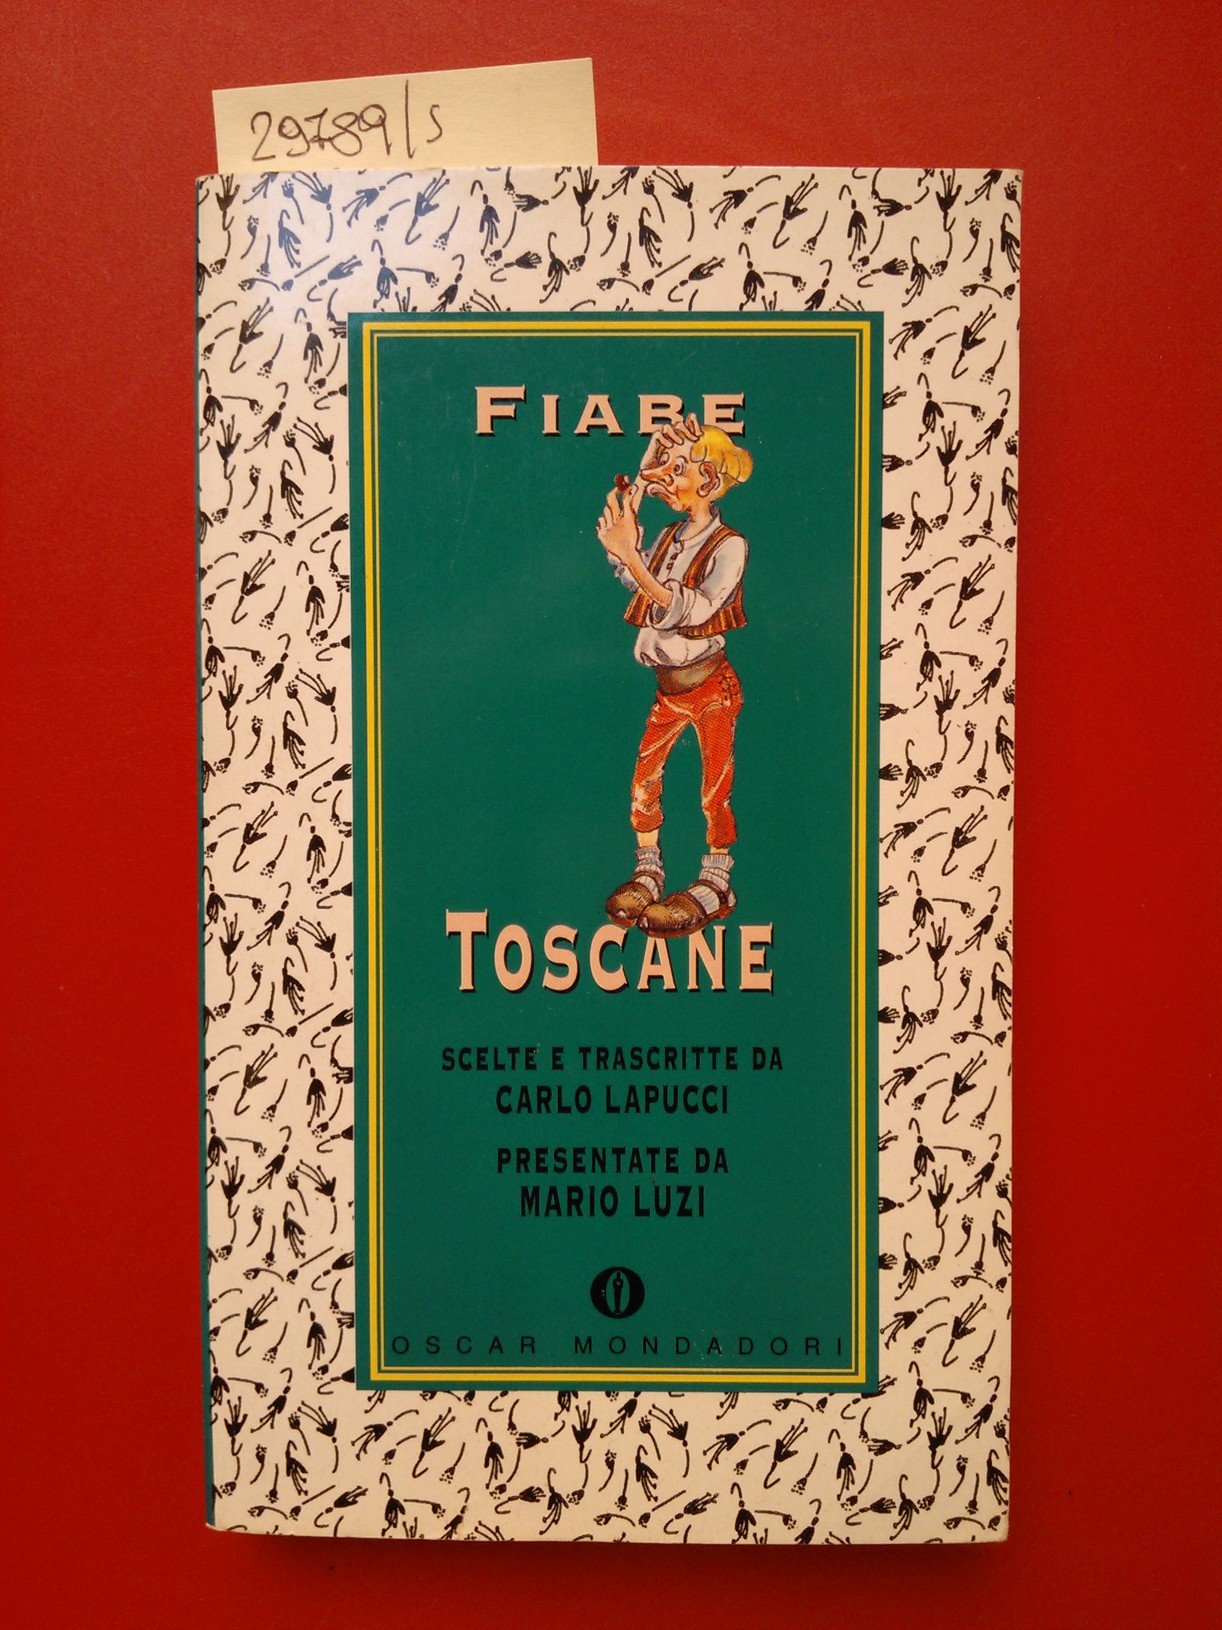 29789/s
FIABE
TOSCANE
SCELTE E TRASCRITTE DA
CARLO LAPUCCI
PRESENTATE DA
MARIO LUZI
OSCAR MONDADORI